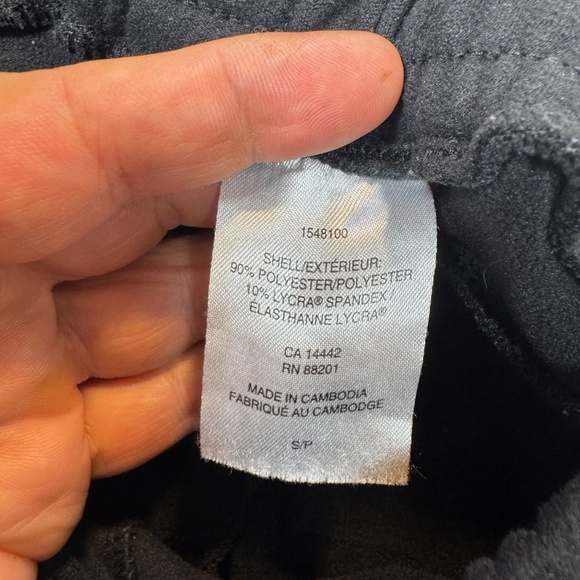 1548100
SHELL/EXTÉRIEUR:
90% POLYESTER/POLYESTER
10% LYCRA® SPANDEX /
ÉLASTHANNE LYCRA®
CA 14442
RN 88201
MADE IN CAMBODIA
FABRIQUÉ AU CAMBODGE
S/P